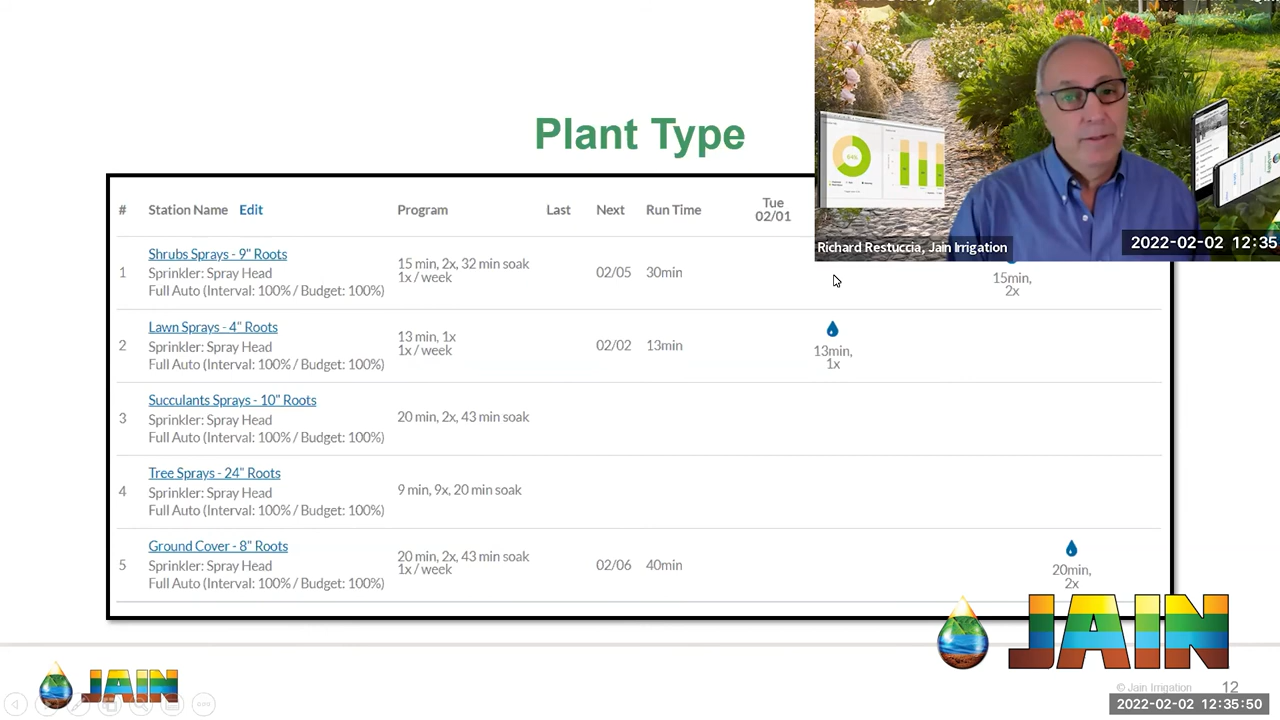 Plant Type
# Station Name Edit Program Last Next Run Time Tue
02/01
1
Shrubs Sprays - 9" Roots
Sprinkler: Spray Head
Full Auto (Interval: 100% / Budget: 100%)
15 min, 2x, 32 min soak
1x / week
02/05
30min
15min,
2x
2
Lawn Sprays - 4" Roots
Sprinkler: Spray Head
Full Auto (Interval: 100% / Budget: 100%)
13 min, 1x
1x / week
02/02
13min
13min,
1x
3
Succulants Sprays - 10" Roots
Sprinkler: Spray Head
Full Auto (Interval: 100% / Budget: 100%)
20 min, 2x, 43 min soak
4
Tree Sprays - 24" Roots
Sprinkler: Spray Head
Full Auto (Interval: 100% / Budget: 100%)
9 min, 9x, 20 min soak
5
Ground Cover - 8" Roots
Sprinkler: Spray Head
Full Auto (Interval: 100% / Budget: 100%)
20 min, 2x, 43 min soak
1x / week
02/06
40min
20min,
2x
Richard Restuccia, Jain Irrigation
2022-02-02 12:35
JAIN
JAIN
© Jain Irrigation
12
2022-02-02 12:35:50